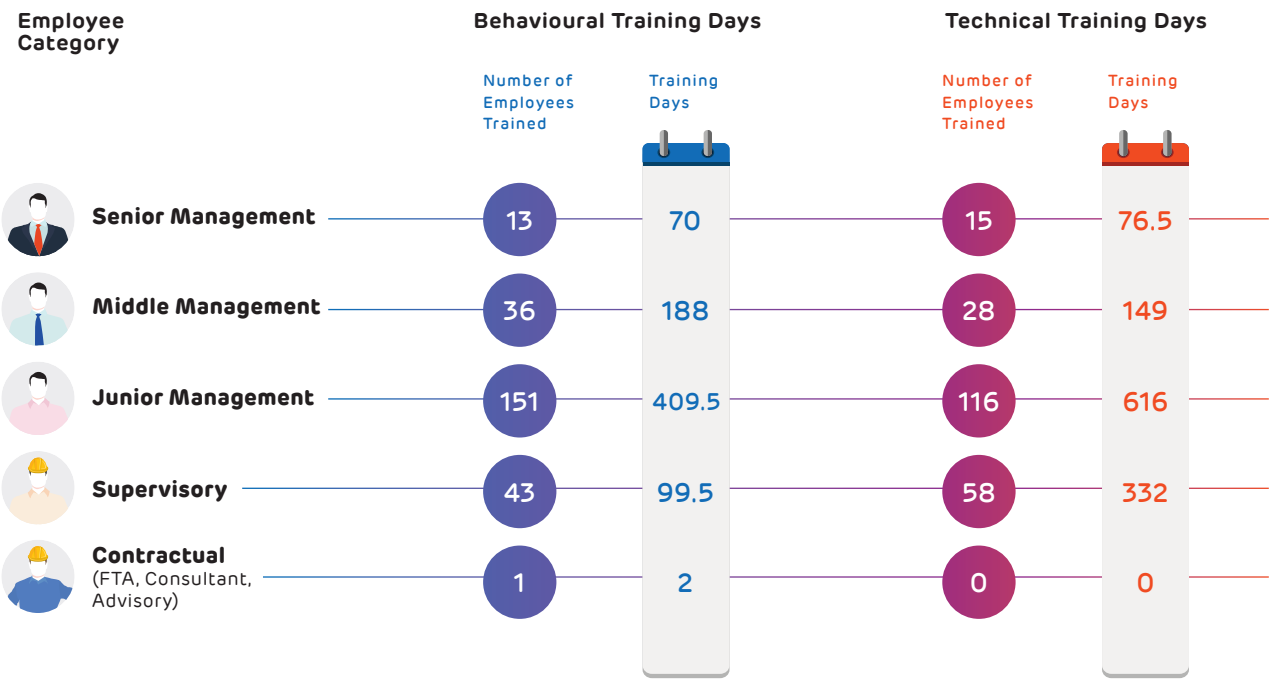 Employee
Category
Behavioural Training Days
Technical Training Days
Number of
Employees
Trained
Training
Days
Number of
Employees
Trained
Training
Days
Senior Management 13 70 15 76.5
Middle Management 36 188 28 149
Junior Management 151 409.5 116 616
Supervisory 43 99.5 58 332
Contractual
(FTA, Consultant,
Advisory)
1 2 0 0